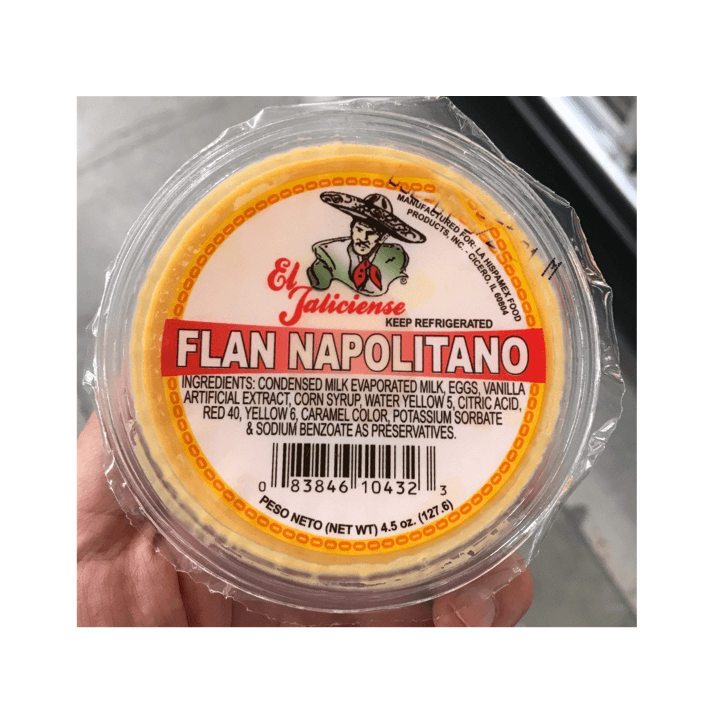 MANUFACTURED FOR: LA HISPAMEX FOOD
PRODUCTS, INC. - CICERO, IL 60804
El
Jaliciense
®
KEEP REFRIGERATED
FLAN NAPOLITANO
INGREDIENTS: CONDENSED MILK EVAPORATED MILK, EGGS, VANILLA
ARTIFICIAL EXTRACT, CORN SYRUP, WATER YELLOW 5, CITRIC ACID,
RED 40, YELLOW 6, CARAMEL COLOR, POTASSIUM SORBATE
& SODIUM BENZOATE AS PRESERVATIVES.
0 83846 10432 3
PESO NETO (NET WT) 4.5 oz. (127.6)